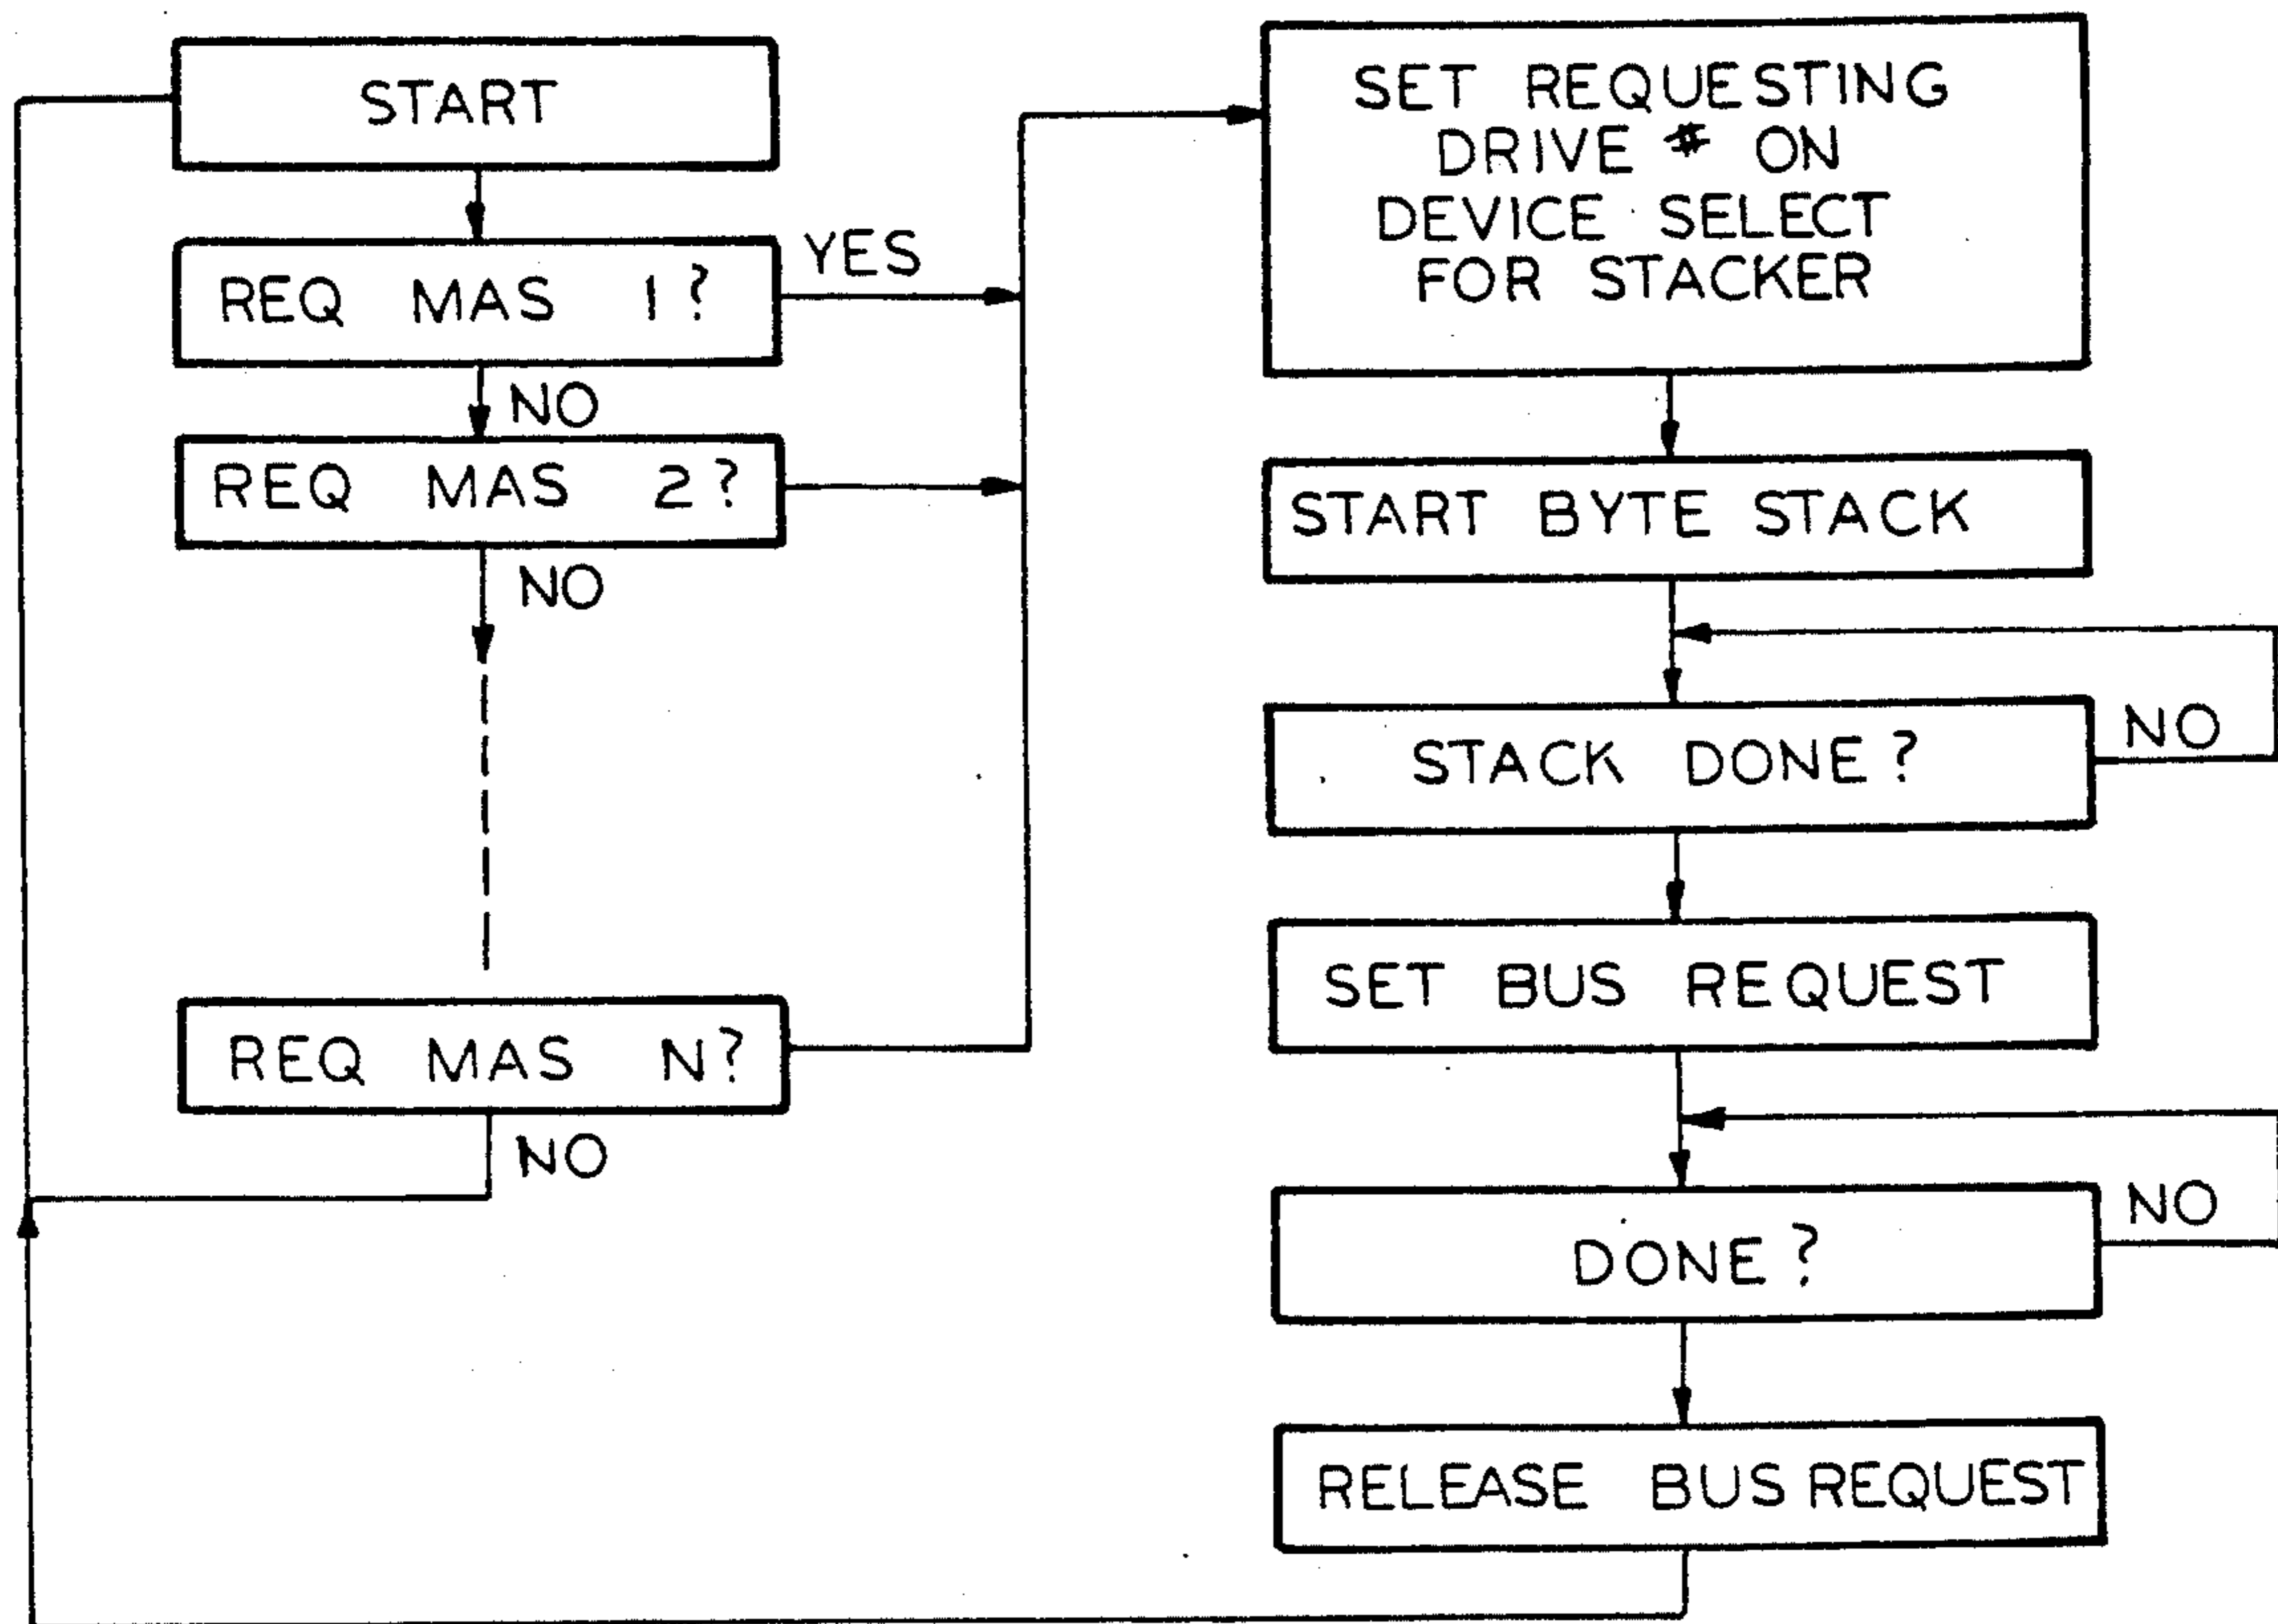 START
REQ MAS 1?
YES
NO
REQ MAS 2?
NO
REQ MAS N?
NO
SET REQUESTING
DRIVE # ON
DEVICE SELECT
FOR STACKER
START BYTE STACK
STACK DONE?
NO
SET BUS REQUEST
DONE?
NO
RELEASE BUS REQUEST